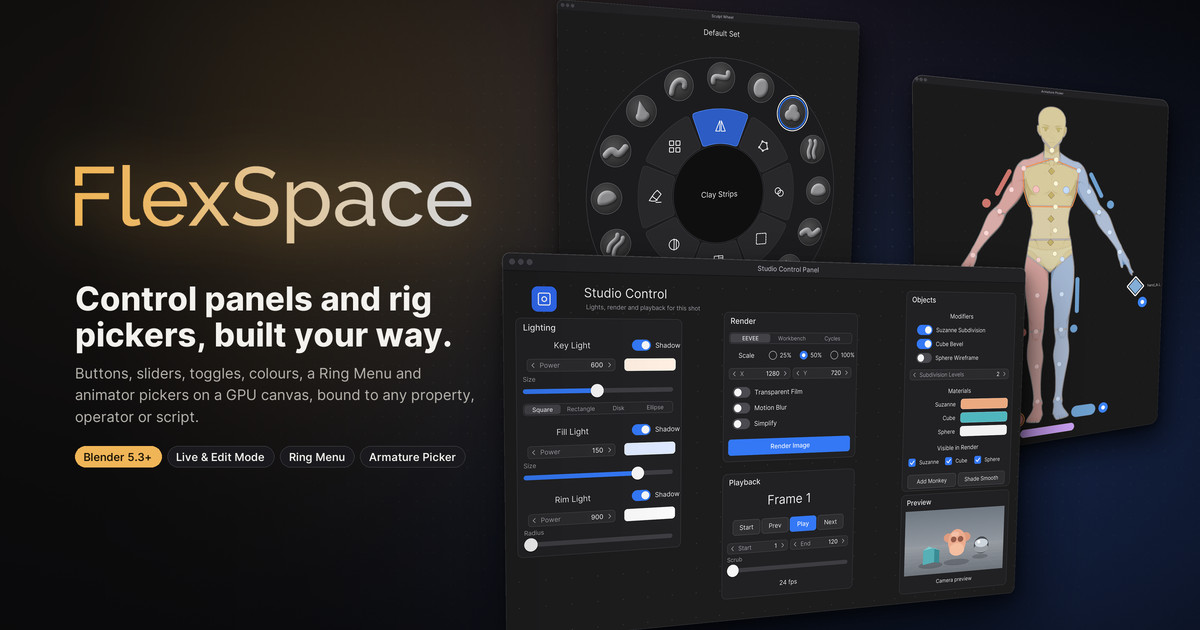 FlexSpace
Control panels and rig
pickers, built your way.
Buttons, sliders, toggles, colours, a Ring Menu and
animator pickers on a GPU canvas, bound to any property,
operator or script.
Blender 5.3+
Live & Edit Mode
Ring Menu
Armature Picker
Sculpt Wheel
Default Set
Clay Strips
Armature Picker
Studio Control Panel
Studio Control
Lights, render and playback for this shot
Lighting
Key Light
Shadow
Power 600
Size
Square Rectangle Disk Ellipse
Fill Light
Shadow
Power 150
Size
Rim Light
Shadow
Power 900
Radius
Render
EEVEE Workbench Cycles
Scale 25% 50% 100%
X 1280 Y 720
Transparent Film
Motion Blur
Simplify
Render Image
Playback
Frame 1
Start Prev Play Next
Start 1 End 120
Scrub
24 fps
Objects
Modifiers
Suzanne Subdivision
Cube Bevel
Sphere Wireframe
Subdivision Levels 2
Materials
Suzanne
Cube
Sphere
Visible in Render
Suzanne Cube Sphere
Add Monkey Shade Smooth
Preview
Camera preview